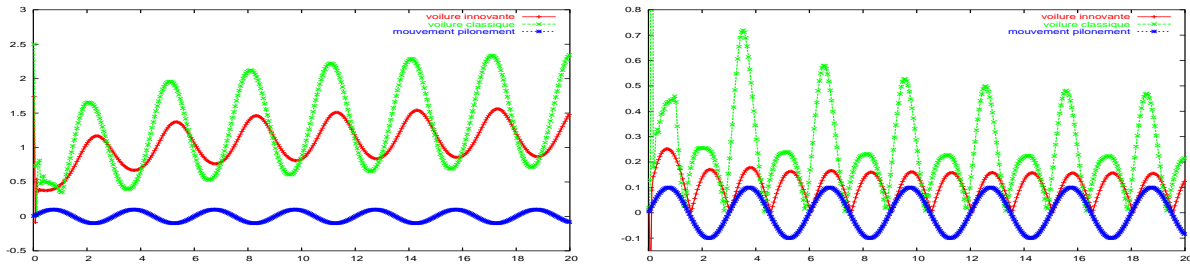 3
2.5
2
1.5
1
0.5
0
-0.5
0 2 4 6 8 10 12 14 16 18 20
voilure innovante
voilure classique
mouvement pilonement
0.8
0.7
0.6
0.5
0.4
0.3
0.2
0.1
0
-0.1
0 2 4 6 8 10 12 14 16 18 20
voilure innovante
voilure classique
mouvement pilonement